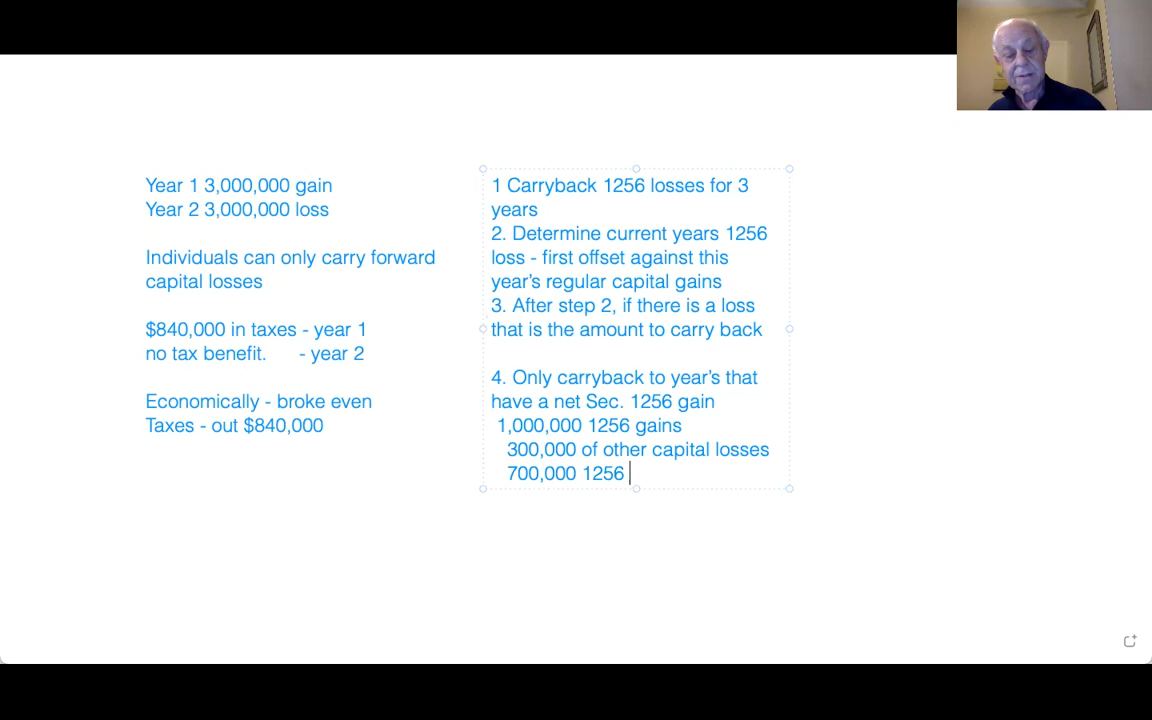 Year 1 3,000,000 gain
Year 2 3,000,000 loss
Individuals can only carry forward
capital losses
$840,000 in taxes - year 1
no tax benefit. - year 2
Economically - broke even
Taxes - out $840,000
1 Carryback 1256 losses for 3
years
2. Determine current years 1256
loss - first offset against this
year's regular capital gains
3. After step 2, if there is a loss
that is the amount to carry back
4. Only carryback to year's that
have a net Sec. 1256 gain
1,000,000 1256 gains
300,000 of other capital losses
700,000 1256